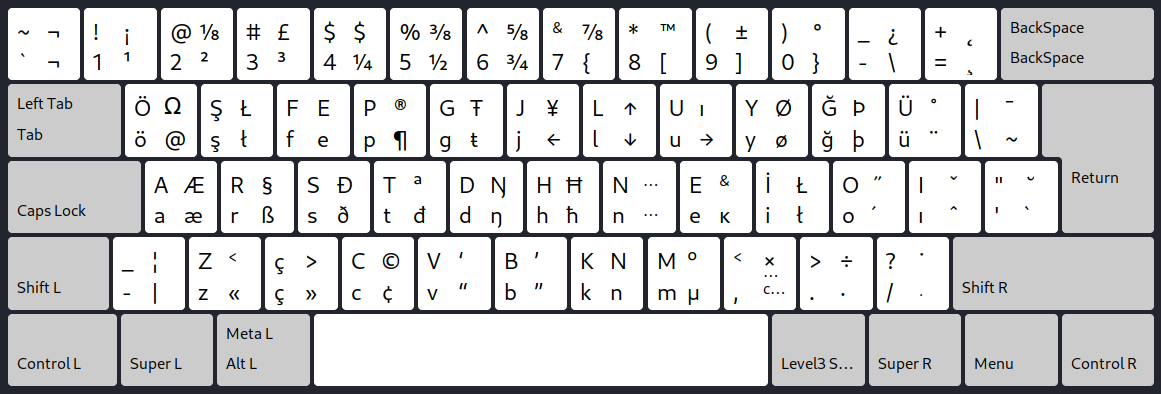 ~ ¬ ! ¡ @ ⅛ # £ $ $ % ⅜ ^ ⅝ & ⅞ * ™ ( ± ) ° _ ¿ + ˛ BackSpace
` ¬ 1 ¹ 2 ² 3 ³ 4 ¼ 5 ½ 6 ¾ 7 { 8 [ 9 ] 0 } - \ = ¸ BackSpace
Left Tab Ö Ω Ş Ł F E P ® G Ŧ J ¥ L ↑ U ı Y Ø Ğ Þ Ü ° | ¯
Tab ö @ ş ł f e p ¶ g ŧ j ← l ↓ u → y ø ğ þ ü ¨ \ ~
A Æ R § S Ð T ª D Ŋ H Ħ N … E & İ Ł O ˝ I ˇ " ˘ Return
Caps Lock a æ r ß s ð t đ d ŋ h ħ n … e ĸ i ł o ´ ı ˆ ' `
_ ¦ Z < ç > C © V ‘ B ’ K N M º < × > ÷ ? ˙
…
Shift L - | z « ç » c ¢ v “ b ” k n m µ , c… . · / . Shift R
Meta L
Control L Super L Alt L Level3 S… Super R Menu Control R